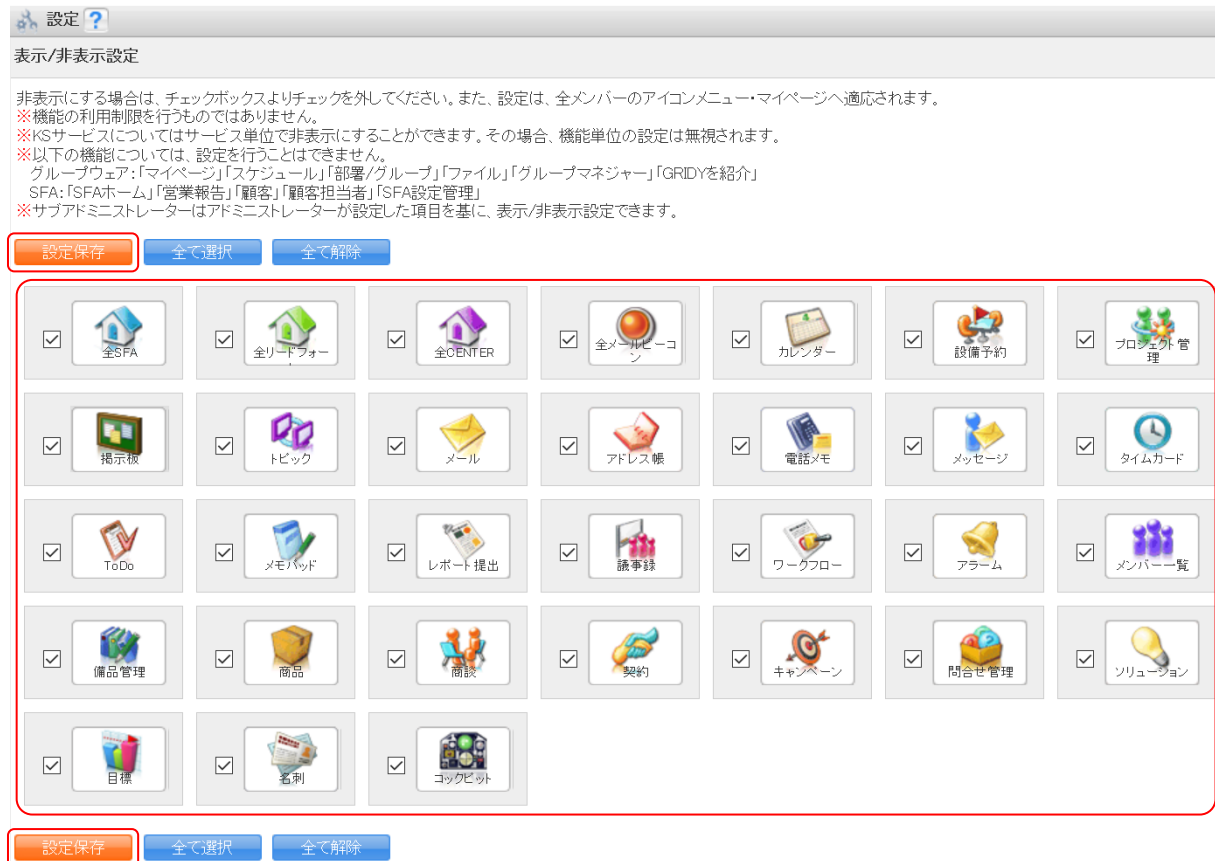 設定 ?
表示/非表示設定
非表示にする場合は、チェックボックスよりチェックを外してください。また、設定は、全メンバーのアイコンメニュー・マイページへ適応されます。
※機能の利用制限を行うものではありません。
※KSサービスについてはサービス単位で非表示にすることができます。その場合、機能単位の設定は無視されます。
※以下の機能については、設定を行うことはできません。
グループウェア:「マイページ」「スケジュール」「部署/グループ」「ファイル」「グループマネジャー」「GRIDYを紹介」
SFA:「SFAホーム」「営業報告」「顧客」「顧客担当者」「SFA設定管理」
※サブアドミニストレーターはアドミニストレーターが設定した項目を基に、表示/非表示設定できます。
設定保存 全て選択 全て解除
全SFA 全リードフォー 全CENTER 全メールビーコン カレンダー 設備予約 プロジェクト管理
掲示板 トピック メール アドレス帳 電話メモ メッセージ タイムカード
ToDo メモパッド レポート提出 議事録 ワークフロー アラーム メンバー一覧
備品管理 商品 商談 契約 キャンペーン 問合せ管理 ソリューション
目標 名刺 コックピット
設定保存 全て選択 全て解除